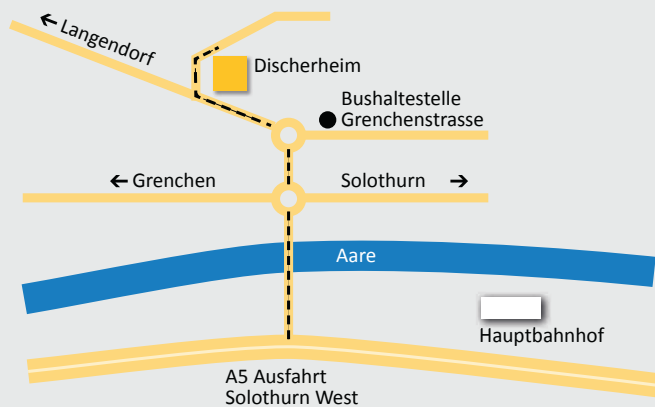 ← Langendorf
Discherheim
Bushaltestelle
Grenchenstrasse
← Grenchen
Solothurn →
Aare
Hauptbahnhof
A5 Ausfahrt
Solothurn West